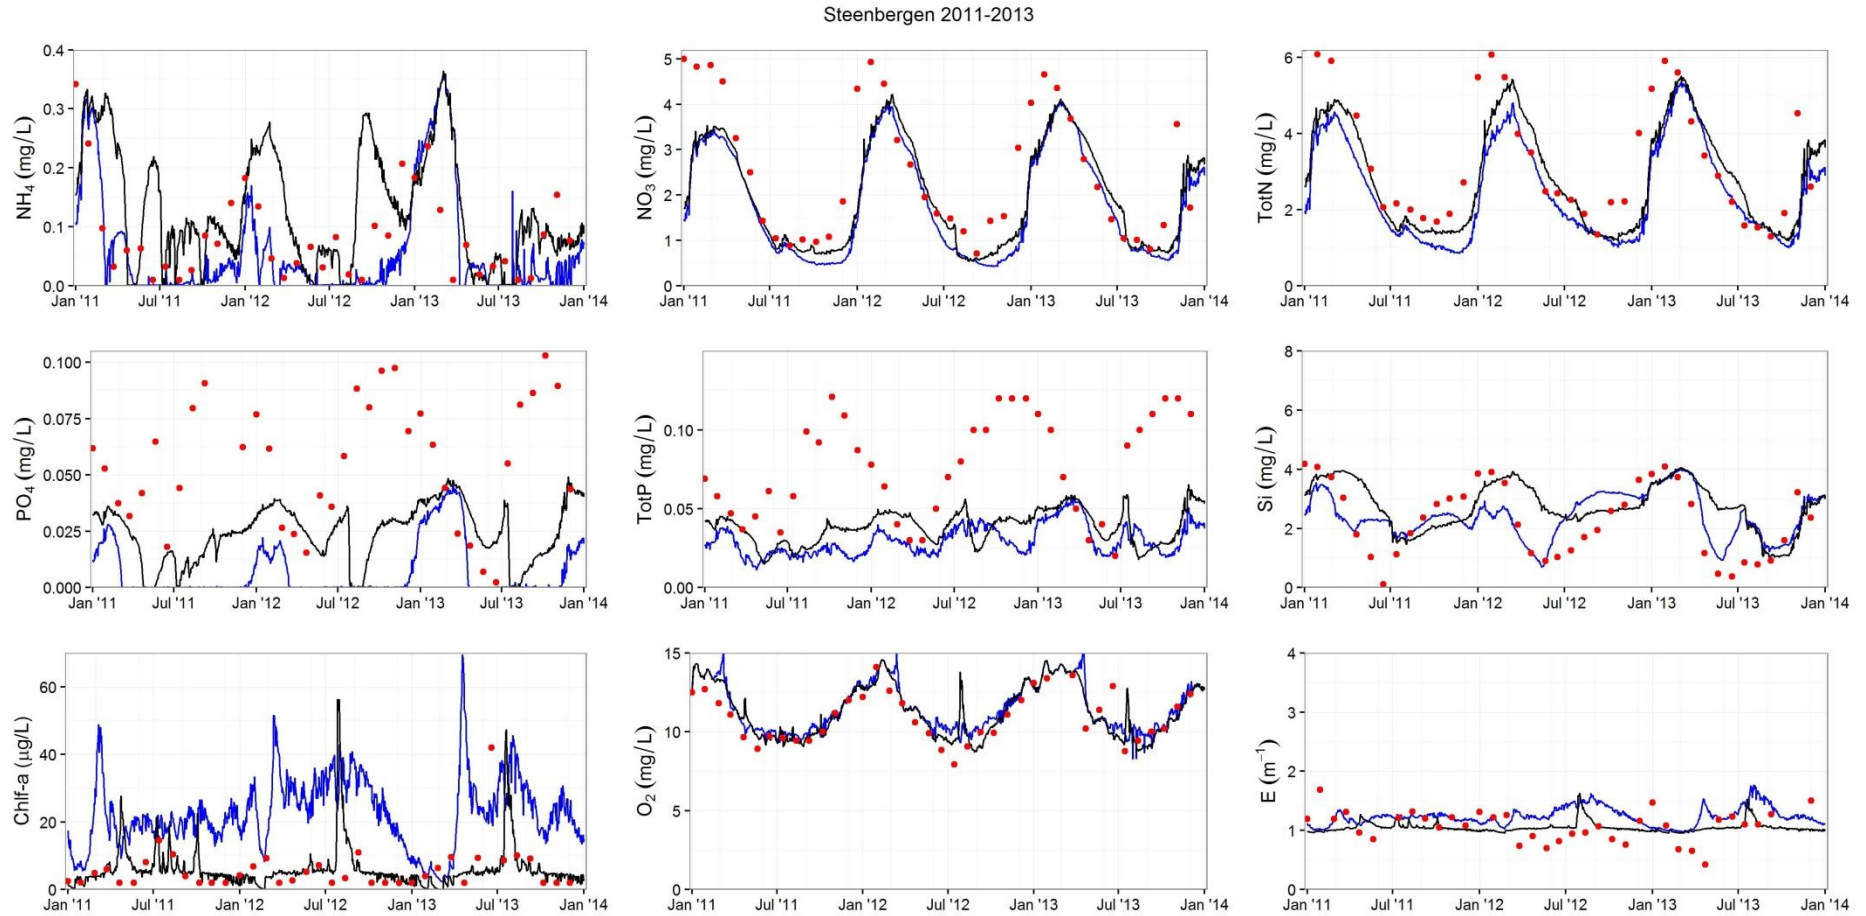 Steenbergen 2011-2013
NH₄ (mg/L)
0.4
0.3
0.2
0.1
0.0
Jan '11 Jul '11 Jan '12 Jul '12 Jan '13 Jul '13 Jan '14
NO₃ (mg/L)
5
4
3
2
1
0
Jan '11 Jul '11 Jan '12 Jul '12 Jan '13 Jul '13 Jan '14
TotN (mg/L)
6
4
2
0
Jan '11 Jul '11 Jan '12 Jul '12 Jan '13 Jul '13 Jan '14
PO₄ (mg/L)
0.100
0.075
0.050
0.025
0.000
Jan '11 Jul '11 Jan '12 Jul '12 Jan '13 Jul '13 Jan '14
TotP (mg/L)
0.10
0.05
0.00
Jan '11 Jul '11 Jan '12 Jul '12 Jan '13 Jul '13 Jan '14
Si (mg/L)
8
6
4
2
0
Jan '11 Jul '11 Jan '12 Jul '12 Jan '13 Jul '13 Jan '14
Chlf-a (µg/L)
60
40
20
0
Jan '11 Jul '11 Jan '12 Jul '12 Jan '13 Jul '13 Jan '14
O₂ (mg/L)
15
10
5
0
Jan '11 Jul '11 Jan '12 Jul '12 Jan '13 Jul '13 Jan '14
E (m⁻¹)
4
3
2
1
0
Jan '11 Jul '11 Jan '12 Jul '12 Jan '13 Jul '13 Jan '14